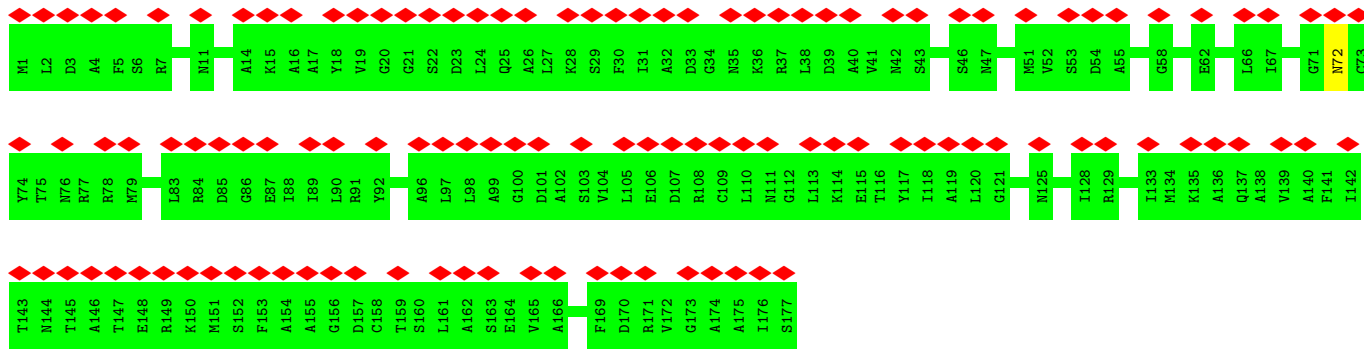 M1 L2 D3 A4 F5 S6 R7 N11 A14 K15 A16 A17 Y18 V19 G20 G21 S22 D23 L24 Q25 A26 L27 K28 S29 F30 I31 A32 D33 G34 N35 K36 R37 L38 D39 A40 V41 N42 S43 S46 N47 M51 V52 S53 D54 A55 G58 E62 L66 I67 G71 N72 C73
Y74 T75 N76 R77 R78 M79 L83 R84 D85 G86 E87 I88 I89 L90 R91 Y92 A96 L97 L98 A99 G100 D101 A102 S103 V104 L105 E106 D107 R108 C109 L110 N111 G112 L113 K114 E115 T116 Y117 I118 A119 L120 G121 N125 I128 R129 I133 M134 K135 A136 Q137 A138 V139 A140 F141 I142
T143 N144 T145 A146 T147 E148 R149 K150 M151 S152 F153 A154 A155 G156 D157 C158 T159 S160 L161 A162 S163 E164 V165 A166 F169 D170 R171 V172 G173 A174 A175 I176 S177